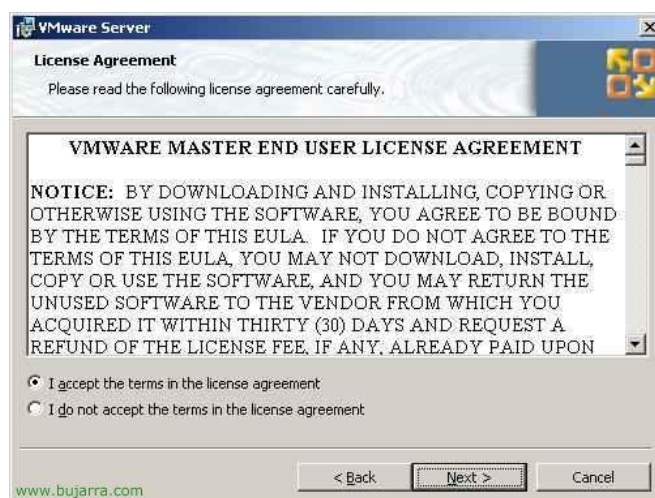 VMware Server
License Agreement
Please read the following license agreement carefully.
VMWARE MASTER END USER LICENSE AGREEMENT
NOTICE: BY DOWNLOADING AND INSTALLING, COPYING OR
OTHERWISE USING THE SOFTWARE, YOU AGREE TO BE BOUND
BY THE TERMS OF THIS EULA. IF YOU DO NOT AGREE TO THE
TERMS OF THIS EULA, YOU MAY NOT DOWNLOAD, INSTALL,
COPY OR USE THE SOFTWARE, AND YOU MAY RETURN THE
UNUSED SOFTWARE TO THE VENDOR FROM WHICH YOU
ACQUIRED IT WITHIN THIRTY (30) DAYS AND REQUEST A
REFUND OF THE LICENSE FEE, IF ANY, ALREADY PAID UPON
I accept the terms in the license agreement
I do not accept the terms in the license agreement
< Back Next > Cancel
www.bujarra.com